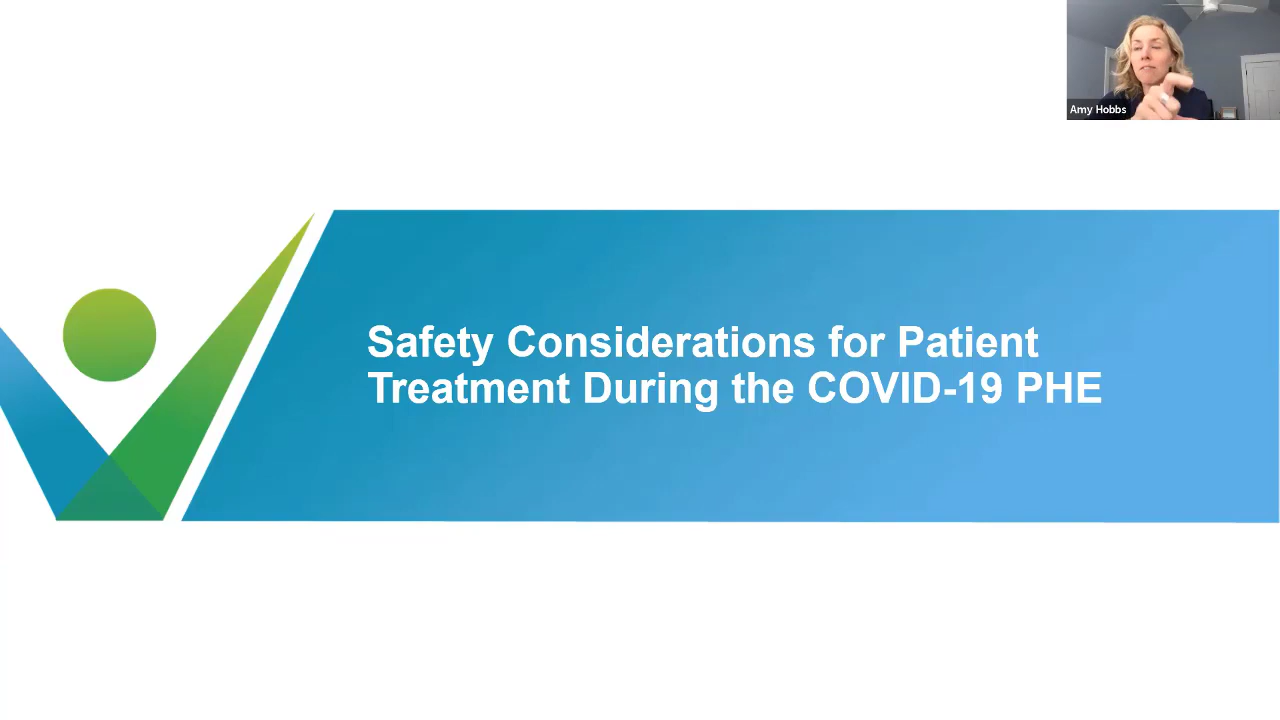 Amy Hobbs
Safety Considerations for Patient
Treatment During the COVID-19 PHE